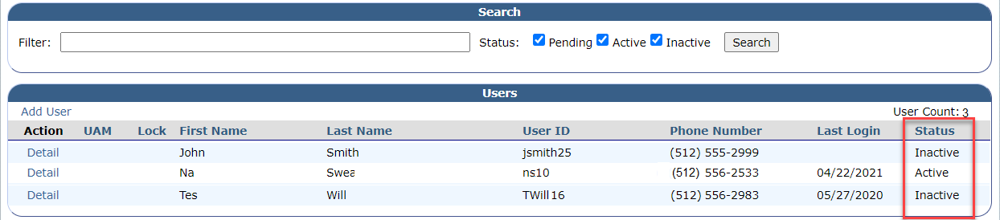 Search
Filter: Status: Pending Active Inactive Search
Users
Add User User Count: 3
Action UAM Lock First Name Last Name User ID Phone Number Last Login Status
Detail John Smith jsmith25 (512) 555-2999 Inactive
Detail Na Swea ns10 (512) 556-2533 04/22/2021 Active
Detail Tes Will TWill16 (512) 556-2983 05/27/2020 Inactive